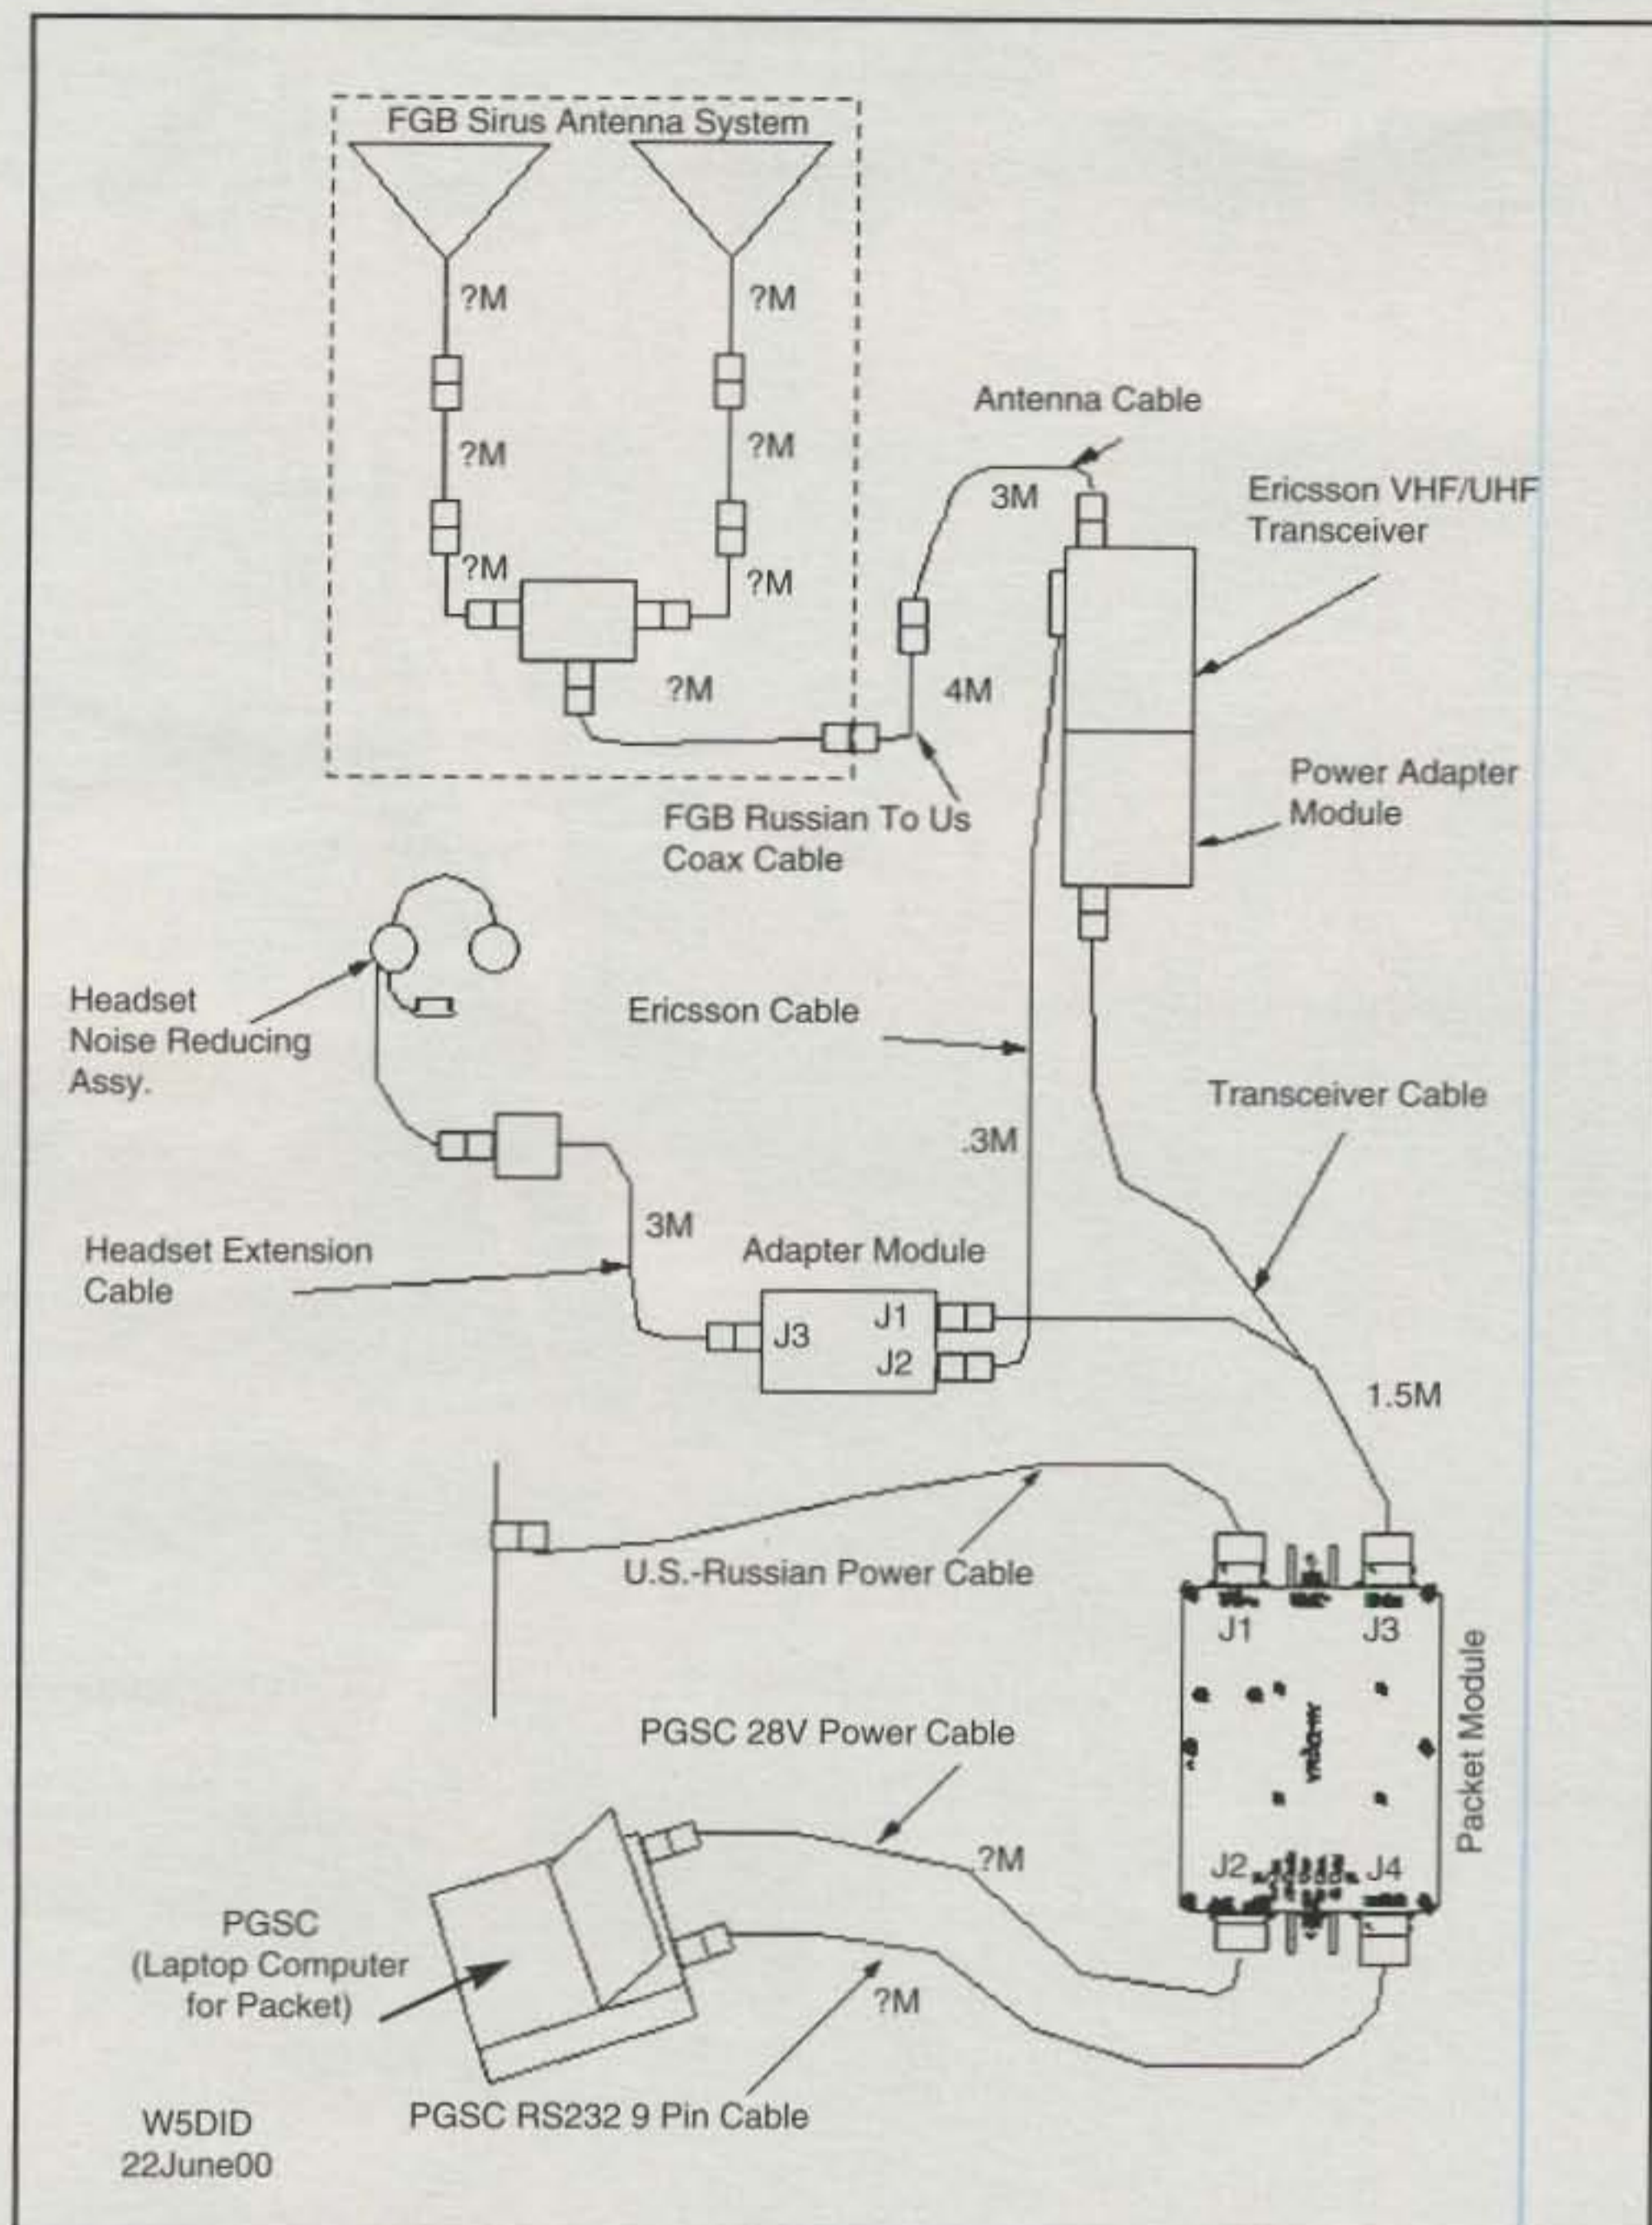 FGB Sirus Antenna System
?M
?M
?M
?M
?M
?M
?M
Antenna Cable
3M
Ericsson VHF/UHF
Transceiver
4M
Power Adapter
Module
FGB Russian To Us
Coax Cable
Headset
Noise Reducing
Assy.
Ericsson Cable
.3M
Transceiver Cable
Headset Extension
Cable
3M
Adapter Module
J1
J3
J2
1.5M
U.S.-Russian Power Cable
J1
J3
Packet Module
J2
J4
PGSC 28V Power Cable
.?M
PGSC
(Laptop Computer
for Packet)
?M
PGSC RS232 9 Pin Cable
W5DID
22June00